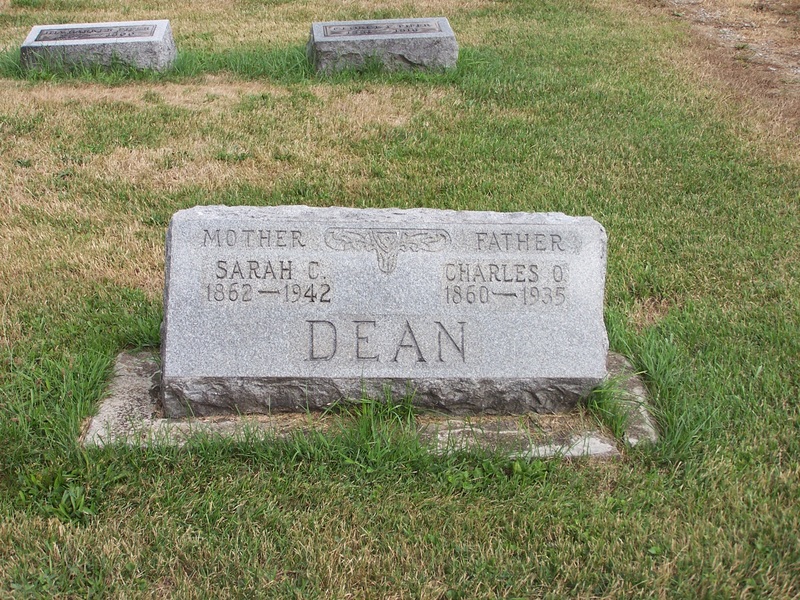 MOTHER FATHER
SARAH C. CHARLES O.
1862—1942 1860—1935
DEAN